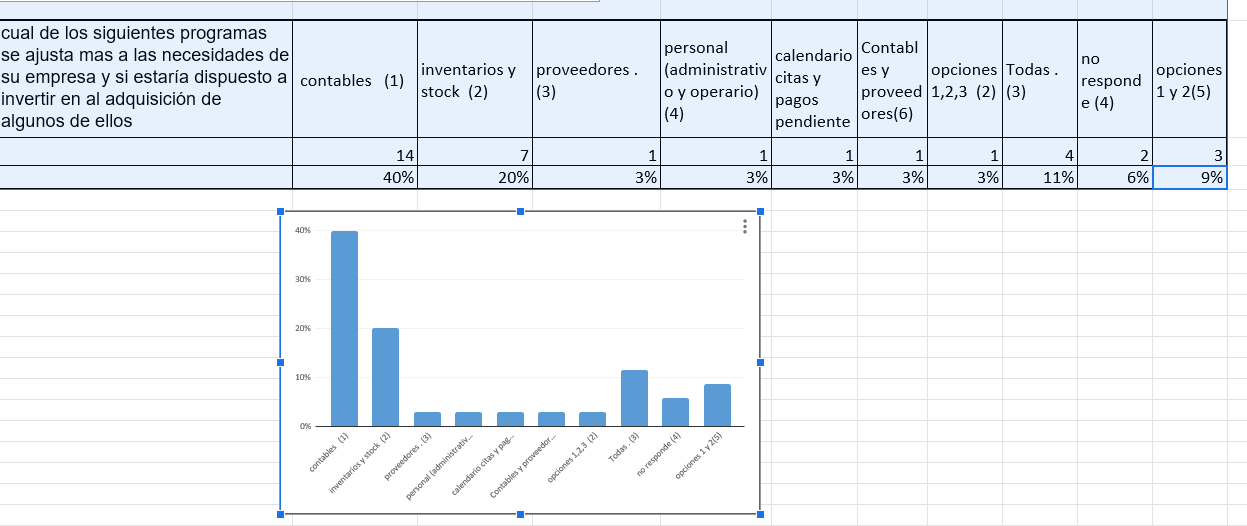 cual de los siguientes programas
se ajusta mas a las necesidades de
su empresa y si estaría dispuesto a
invertir en al adquisición de
algunos de ellos
contables (1)
inventarios y
stock (2)
proveedores .
(3)
personal
(administrativ
o y operario)
(4)
calendario
citas y
pagos
pendiente
Contabl
es y
proveed
ores(6)
opciones
1,2,3 (2)
Todas .
(3)
no
respond
e (4)
opciones
1 y 2(5)
14 7 1 1 1 1 1 4 2 3
40% 20% 3% 3% 3% 3% 3% 11% 6% 9%
40%
30%
20%
10%
0%
contables (1)
inventarios y stock (2)
proveedores . (3)
personal (administrativ...
calendario citas y pag...
Contables y proveedor...
opciones 1,2,3 (2)
Todas . (3)
no responde (4)
opciones 1 y 2(5)